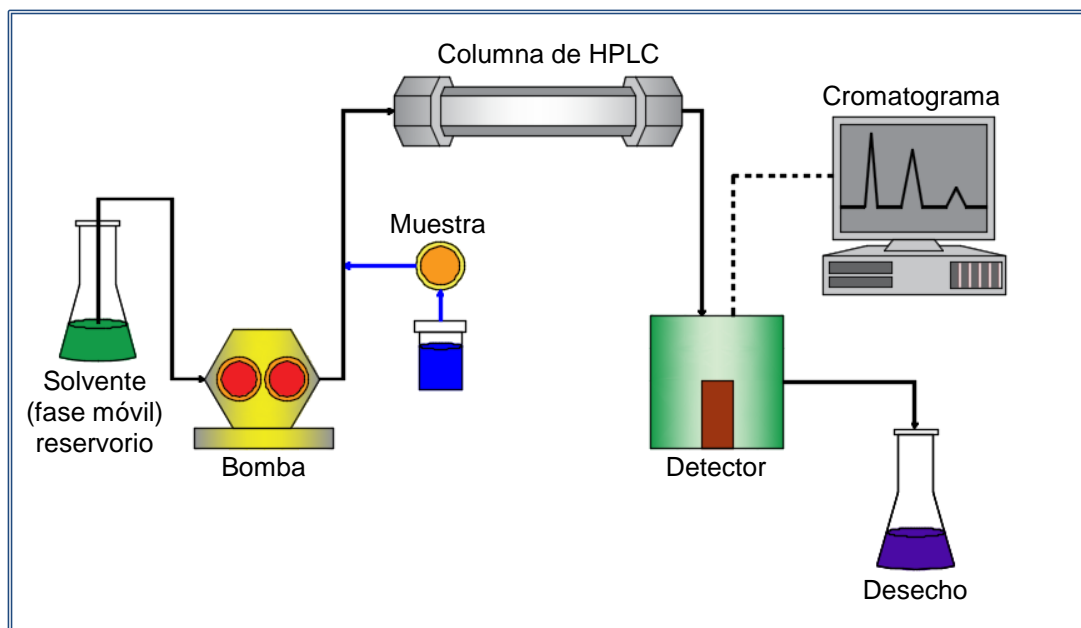 Columna de HPLC
Cromatograma
Muestra
Solvente
(fase móvil)
reservorio
Bomba
Detector
Desecho